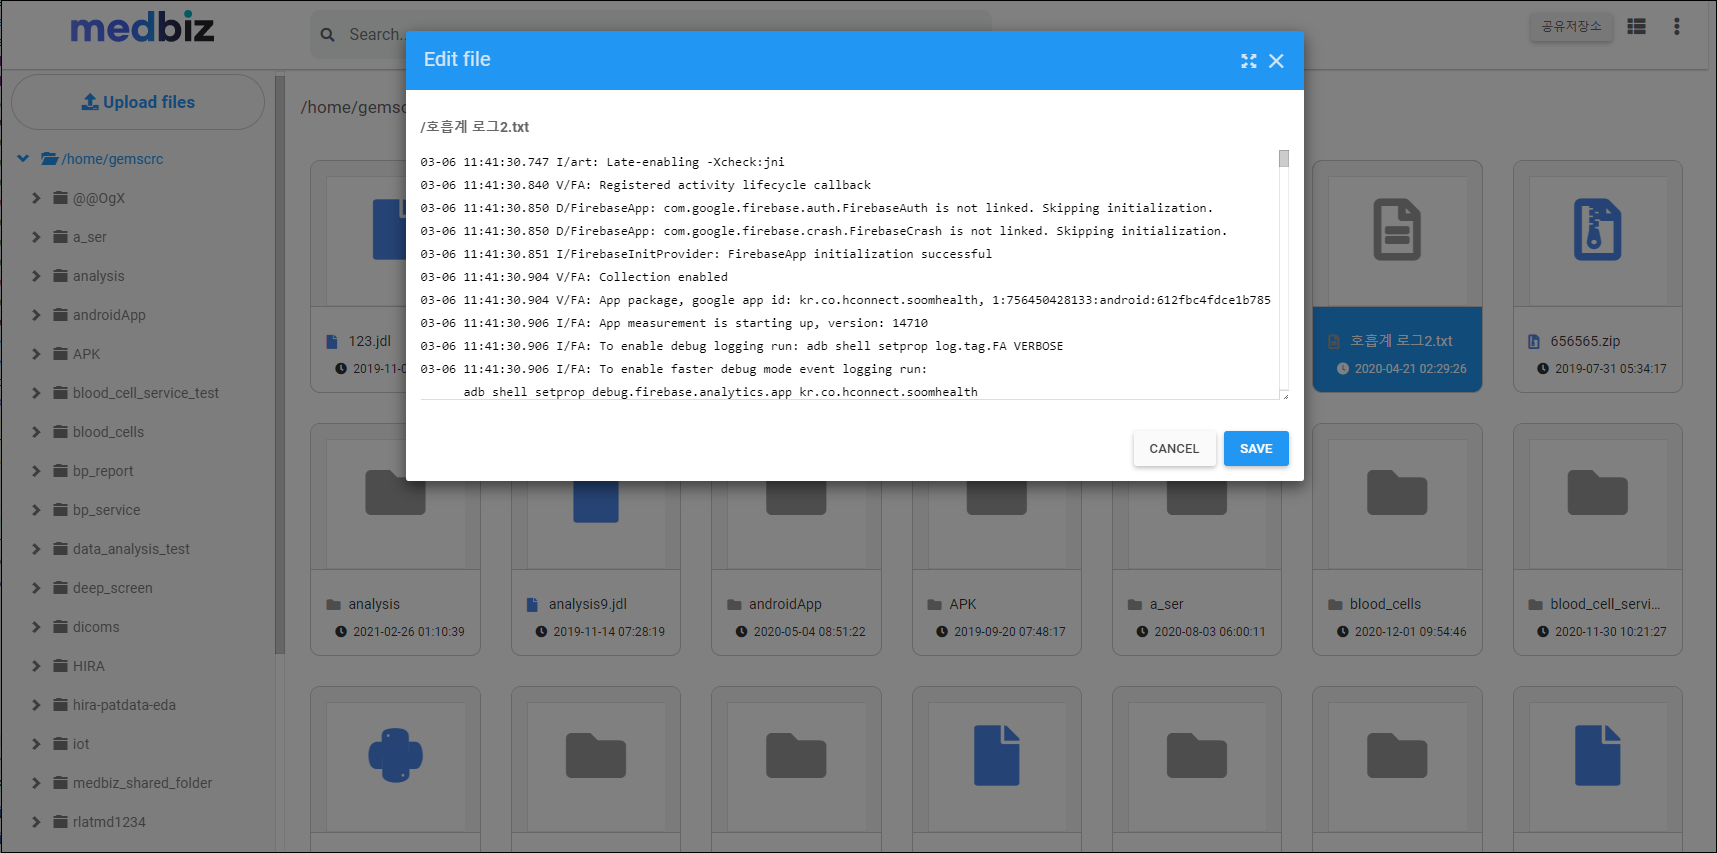 medbiz
Search..
공유저장소
Edit file
Upload files
/home/gemsc
/호흡계 로그2.txt
03-06 11:41:30.747 I/art: Late-enabling -Xcheck:jni
03-06 11:41:30.840 V/FA: Registered activity lifecycle callback
03-06 11:41:30.850 D/FirebaseApp: com.google.firebase.auth.FirebaseAuth is not linked. Skipping initialization.
03-06 11:41:30.850 D/FirebaseApp: com.google.firebase.crash.FirebaseCrash is not linked. Skipping initialization.
03-06 11:41:30.851 I/FirebaseInitProvider: FirebaseApp initialization successful
03-06 11:41:30.904 V/FA: Collection enabled
03-06 11:41:30.904 V/FA: App package, google app id: kr.co.hconnect.soomhealth, 1:756450428133:android:612fbc4fdce1b785
03-06 11:41:30.906 I/FA: App measurement is starting up, version: 14710
03-06 11:41:30.906 I/FA: To enable debug logging run: adb shell setprop log.tag.FA VERBOSE
03-06 11:41:30.906 I/FA: To enable faster debug mode event logging run:
adb shell setprop debug.firebase.analytics.app kr.co.hconnect.soomhealth
CANCEL
SAVE
/home/gemscrc
@@OgX
a_ser
analysis
androidApp
APK
blood_cell_service_test
blood_cells
bp_report
bp_service
data_analysis_test
deep_screen
dicoms
HIRA
hira-patdata-eda
iot
medbiz_shared_folder
rlatmd1234
123.jdl
2019-11-0
호흡계 로그2.txt
2020-04-21 02:29:26
656565.zip
2019-07-31 05:34:17
analysis
2021-02-26 01:10:39
analysis9.jdl
2019-11-14 07:28:19
androidApp
2020-05-04 08:51:22
APK
2019-09-20 07:48:17
a_ser
2020-08-03 06:00:11
blood_cells
2020-12-01 09:54:46
blood_cell_servi...
2020-11-30 10:21:27